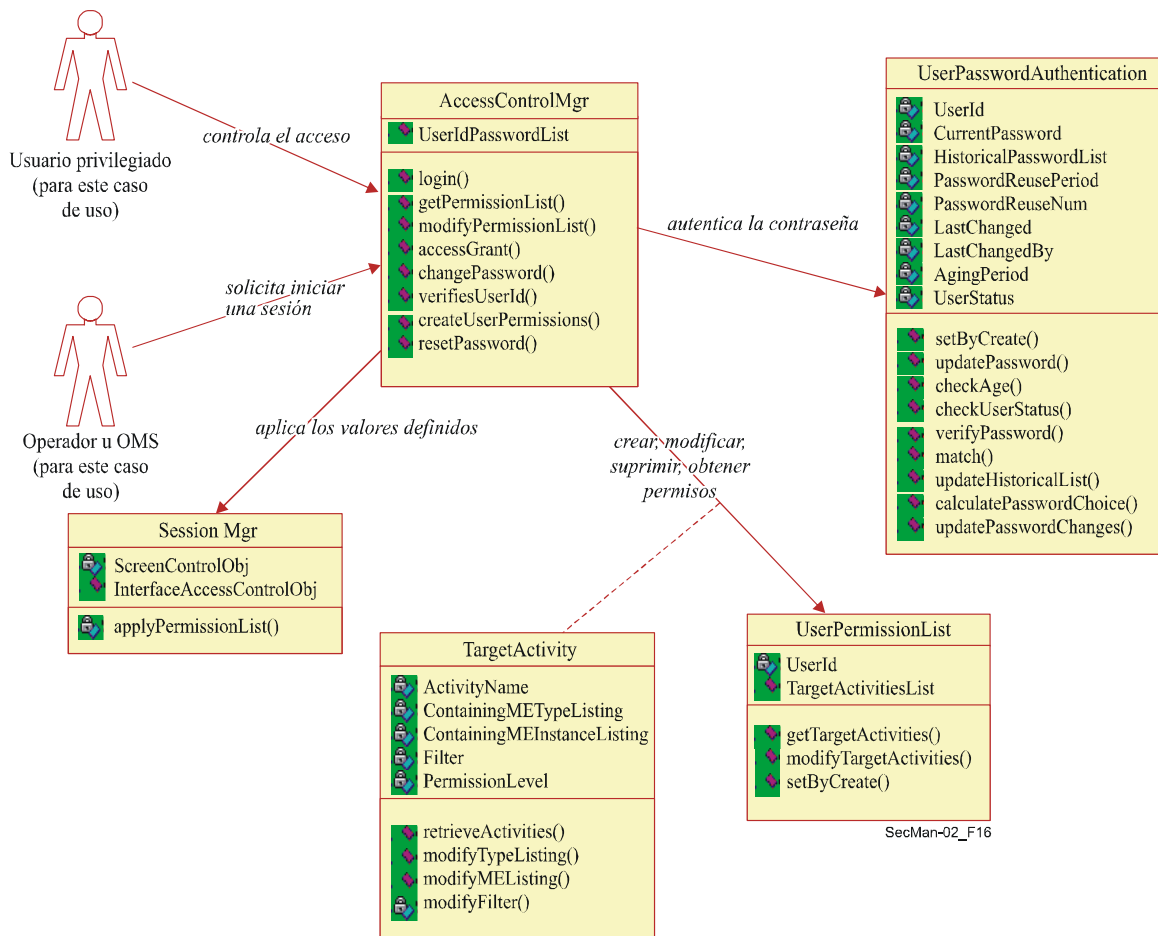 Usuario privilegiado
(para este caso
de uso)
controla el acceso
Operador u OMS
(para este caso
de uso)
solicita iniciar
una sesión
AccessControlMgr
UserIdPasswordList
login()
getPermissionList()
modifyPermissionList()
accessGrant()
changePassword()
verifiesUserId()
createUserPermissions()
resetPassword()
autentica la contraseña
UserPasswordAuthentication
UserId
CurrentPassword
HistoricalPasswordList
PasswordReusePeriod
PasswordReuseNum
LastChanged
LastChangedBy
AgingPeriod
UserStatus
setByCreate()
updatePassword()
checkAge()
checkUserStatus()
verifyPassword()
match()
updateHistoricalList()
calculatePasswordChoice()
updatePasswordChanges()
aplica los valores definidos
crear, modificar,
suprimir, obtener
permisos
Session Mgr
ScreenControlObj
InterfaceAccessControlObj
applyPermissionList()
TargetActivity
ActivityName
ContainingMETypeListing
ContainingMEInstanceListing
Filter
PermissionLevel
retrieveActivities()
modifyTypeListing()
modifyMEListing()
modifyFilter()
UserPermissionList
UserId
TargetActivitiesList
getTargetActivities()
modifyTargetActivities()
setByCreate()
SecMan-02_F16